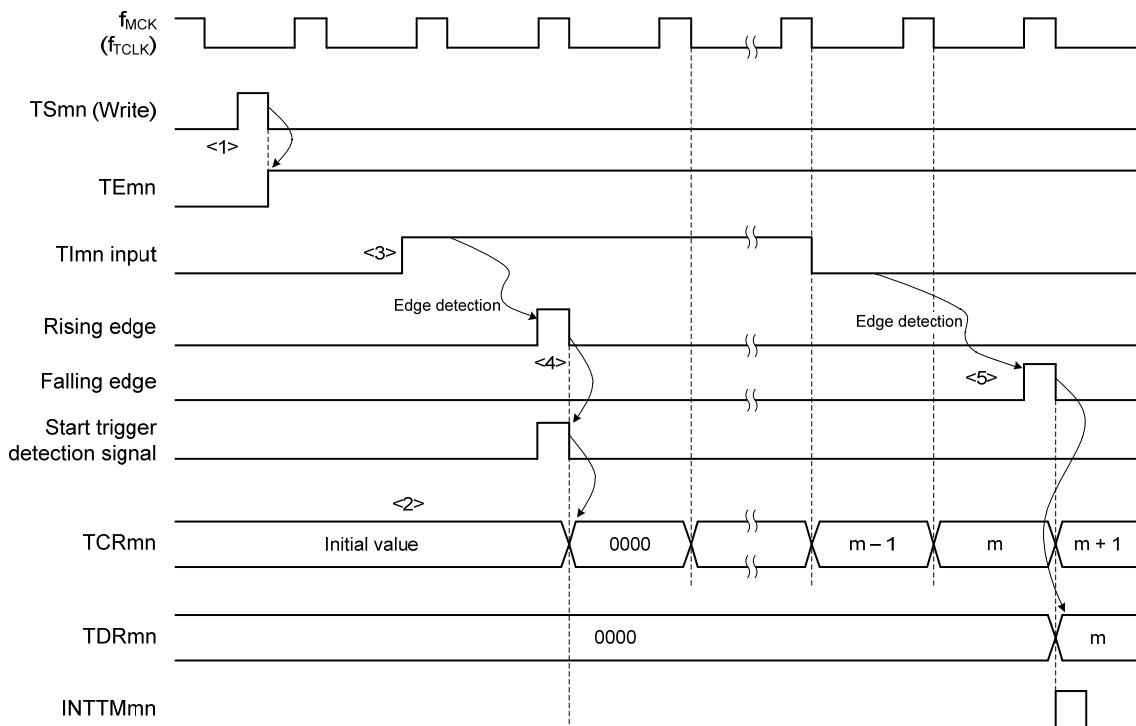 fMCK
(fTCLK)
TSmn (Write)
<1>
TEmn
TImn input
<3>
Edge detection
Edge detection
Rising edge
<4>
Falling edge
<5>
Start trigger
detection signal
<2>
TCRmn
Initial value
0000
m – 1
m
m + 1
TDRmn
0000
m
INTTMmn